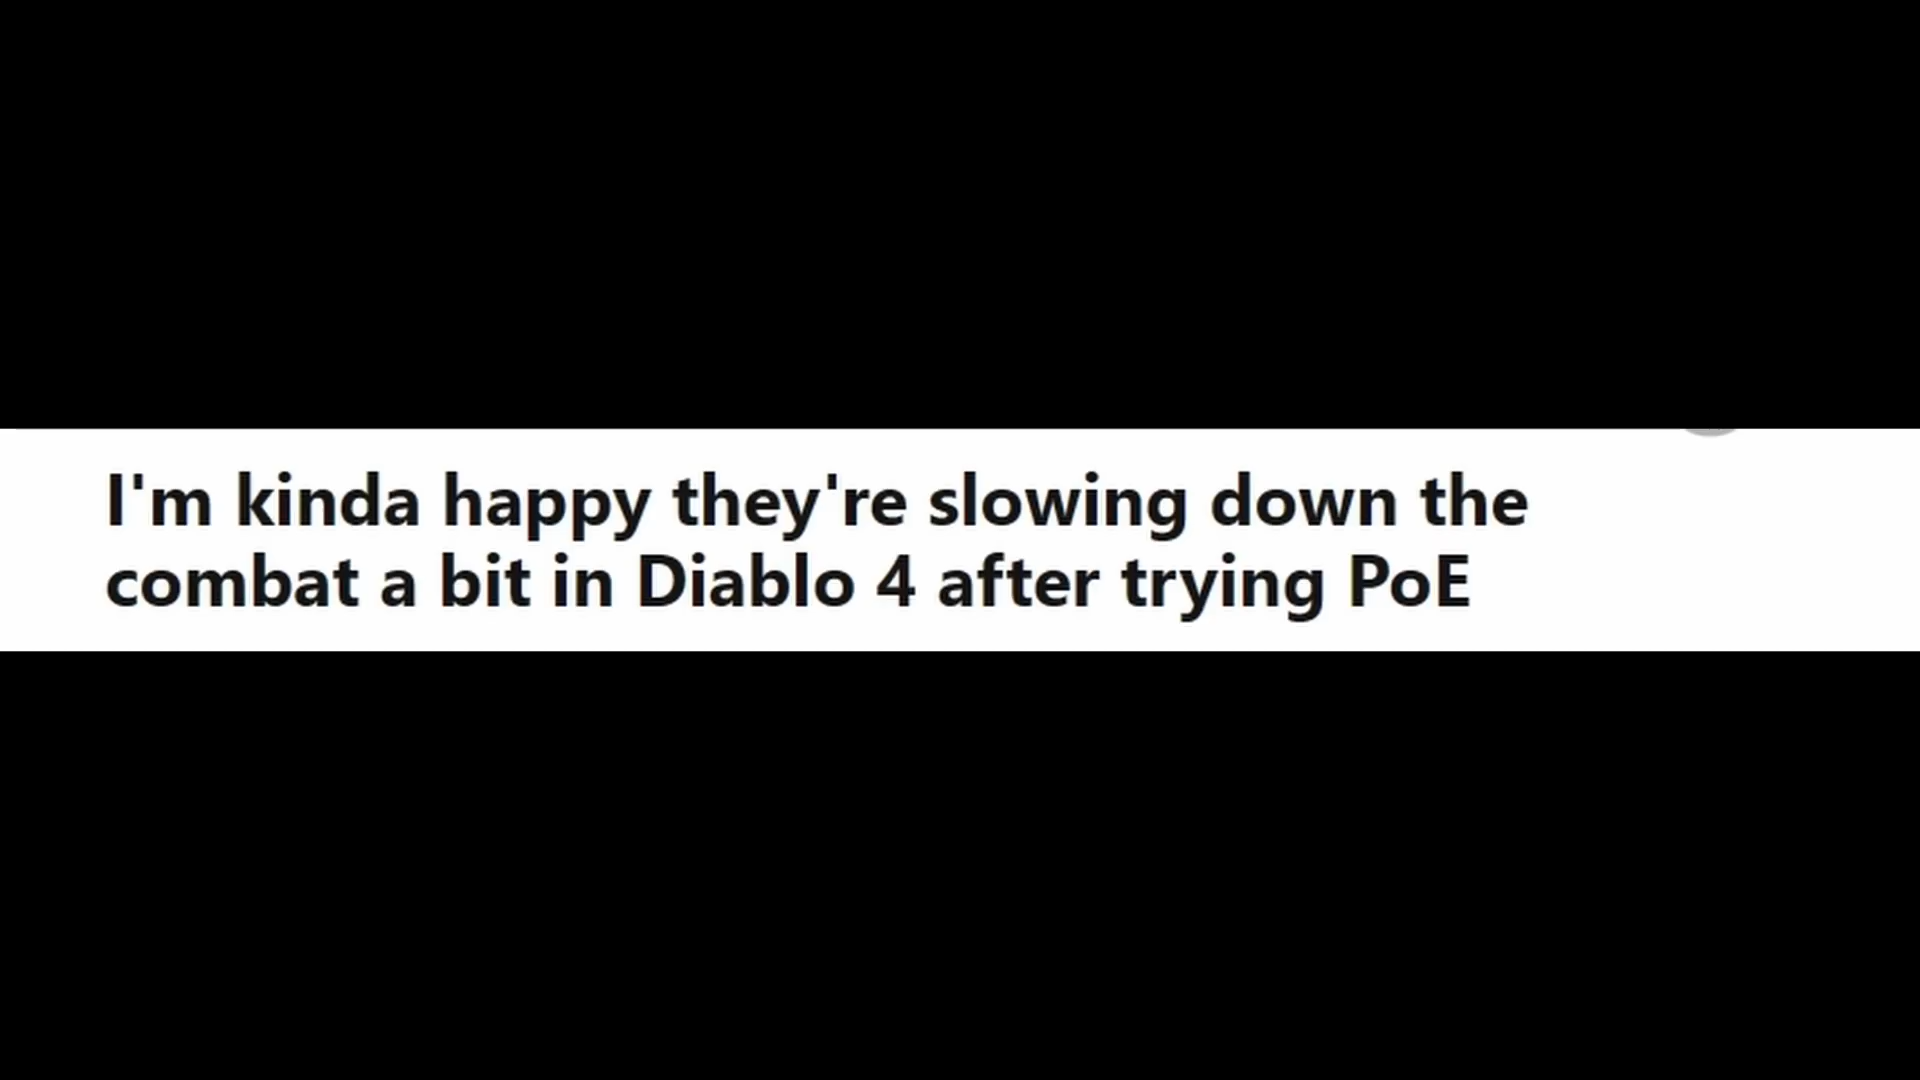 I'm kinda happy they're slowing down the
combat a bit in Diablo 4 after trying PoE